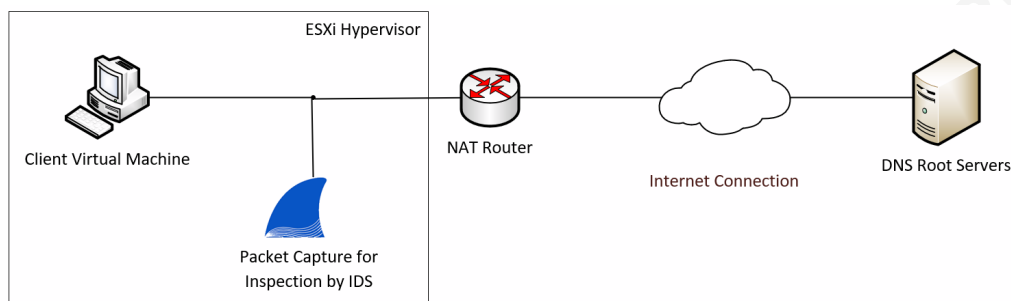 ESXi Hypervisor
Client Virtual Machine
NAT Router
DNS Root Servers
Internet Connection
Packet Capture for
Inspection by IDS